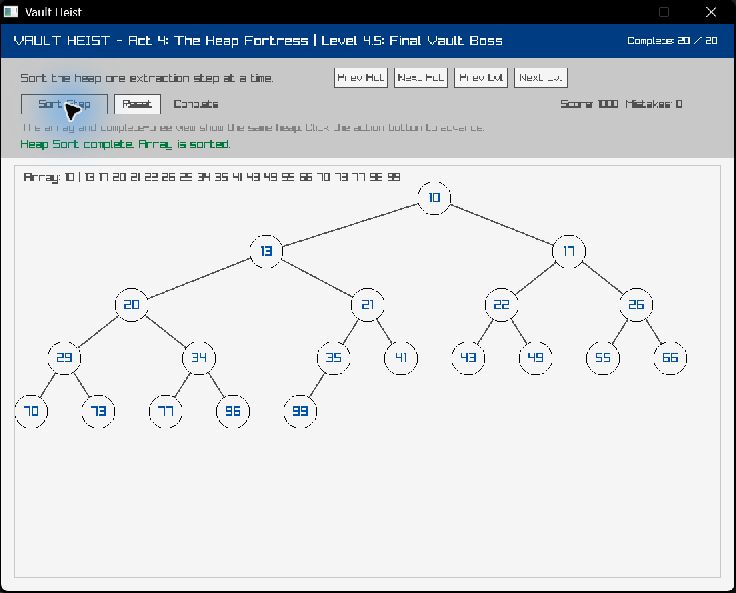 Vault Heist
VAULT HEIST - Act 4: The Heap Fortress | Level 4.5: Final Vault Boss
Complete: 20 / 20
Sort the heap one extraction step at a time.
Prev Act
Next Act
Prev Lvl
Next Lvl
Sort Step
Reset
Complete
Score: 1000 Mistakes: 0
The array and complete-tree view show the same heap. Click the action button to advance.
Heap Sort complete. Array is sorted.
Array: 10 | 13 17 20 21 22 26 29 34 35 41 43 49 55 66 70 73 77 96 99
10
13 17
20 21 22 26
29 34 35 41 43 49 55 66
70 73 77 96 99